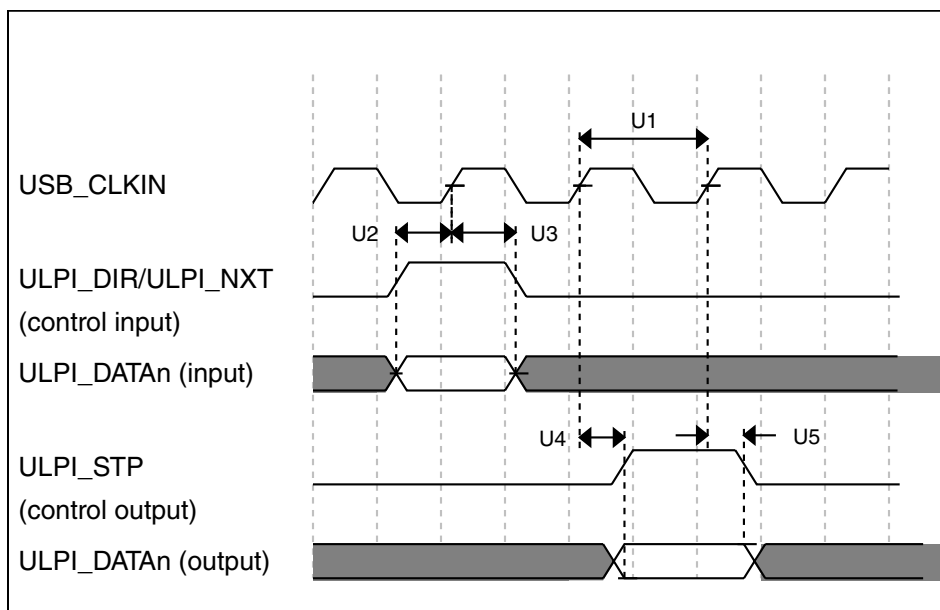 U1
USB_CLKIN
U2
U3
ULPI_DIR/ULPI_NXT
(control input)
ULPI_DATAn (input)
U4
U5
ULPI_STP
(control output)
ULPI_DATAn (output)